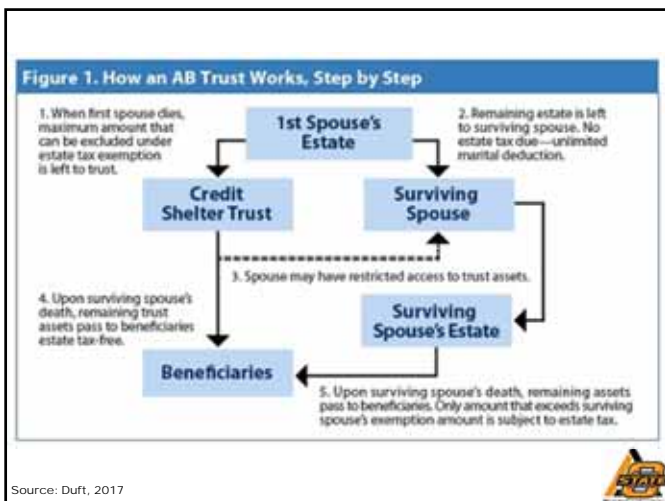 Figure 1. How an AB Trust Works, Step by Step
1. When first spouse dies,
maximum amount that
can be excluded under
estate tax exemption
is left to trust.
1st Spouse's
Estate
2. Remaining estate is left
to surviving spouse. No
estate tax due—unlimited
marital deduction.
Credit
Shelter Trust
Surviving
Spouse
3. Spouse may have restricted access to trust assets.
4. Upon surviving spouse's
death, remaining trust
assets pass to beneficiaries
estate tax-free.
Surviving
Spouse's Estate
Beneficiaries
5. Upon surviving spouse's death, remaining assets
pass to beneficiaries. Only amount that exceeds surviving
spouse's exemption amount is subject to estate tax.
Source: Duft, 2017
STATE